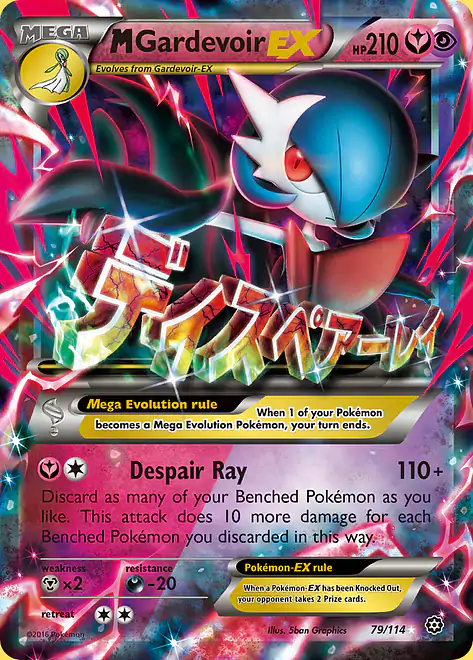 MEGA
M Gardevoir EX
HP210
Evolves from Gardevoir-EX
ディスペアーレイ
Mega Evolution rule
When 1 of your Pokémon
becomes a Mega Evolution Pokémon, your turn ends.
Despair Ray 110+
Discard as many of your Benched Pokémon as you
like. This attack does 10 more damage for each
Benched Pokémon you discarded in this way.
weakness resistance
×2 -20
retreat
Pokémon-EX rule
When a Pokémon-EX has been Knocked Out,
your opponent takes 2 Prize cards.
©2016 Pokémon
Illus. 5ban Graphics
79/114